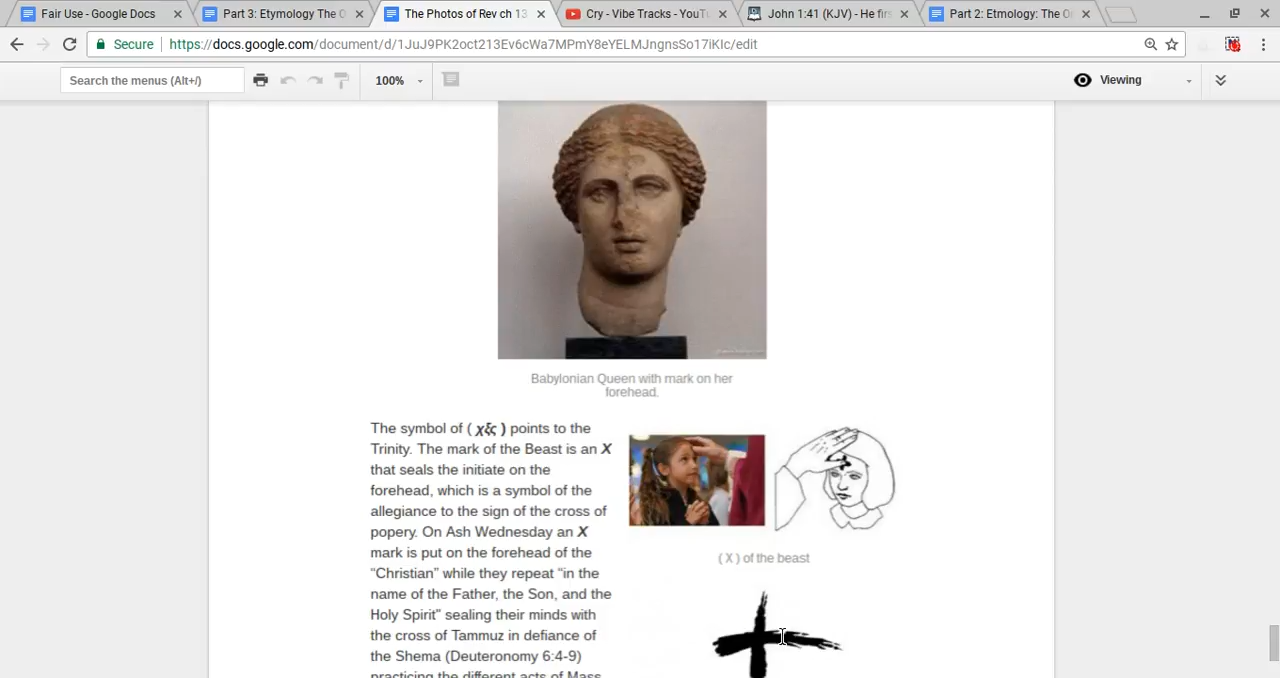 Fair Use - Google Docs
Part 3: Etymology The O
The Photos of Rev ch 13
Cry - Vibe Tracks - YouTu
John 1:41 (KJV) - He firs
Part 2: Etmology: The Or
Secure
https://docs.google.com/document/d/1JuJ9PK2oct213Ev6cWa7MPmY8eYELMJngnsSo17iKIc/edit
Search the menus (Alt+/)
100%
Viewing
Babylonian Queen with mark on her
forehead.
The symbol of ( χξς ) points to the
Trinity. The mark of the Beast is an X
that seals the initiate on the
forehead, which is a symbol of the
allegiance to the sign of the cross of
popery. On Ash Wednesday an X
mark is put on the forehead of the
“Christian” while they repeat “in the
name of the Father, the Son, and the
Holy Spirit” sealing their minds with
the cross of Tammuz in defiance of
the Shema (Deuteronomy 6:4-9)
practicing the different acts of Mass
( X ) of the beast